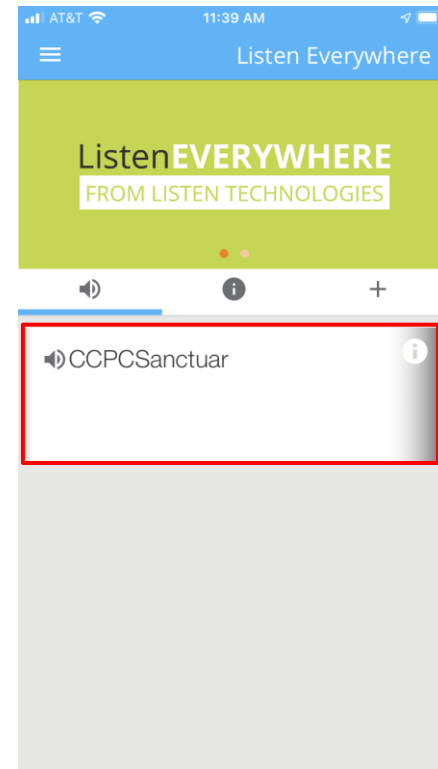 AT&T 11:39 AM
Listen Everywhere
ListenEVERYWHERE
FROM LISTEN TECHNOLOGIES
CCPCSanctuar